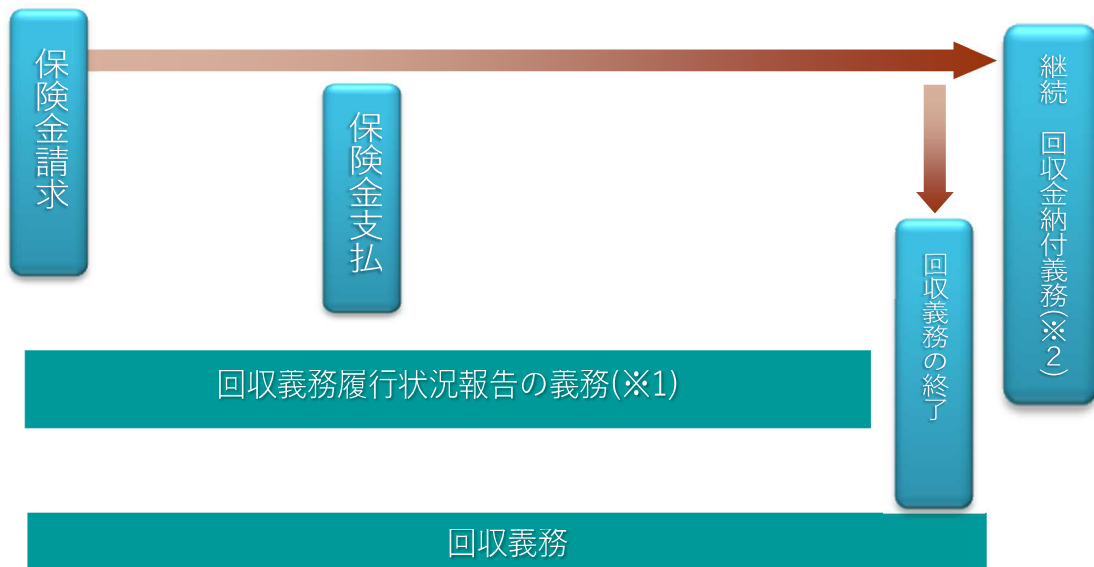 保険金請求
保険金支払
継続　回収金納付義務(※2)
回収義務の終了
回収義務履行状況報告の義務(※1)
回収義務